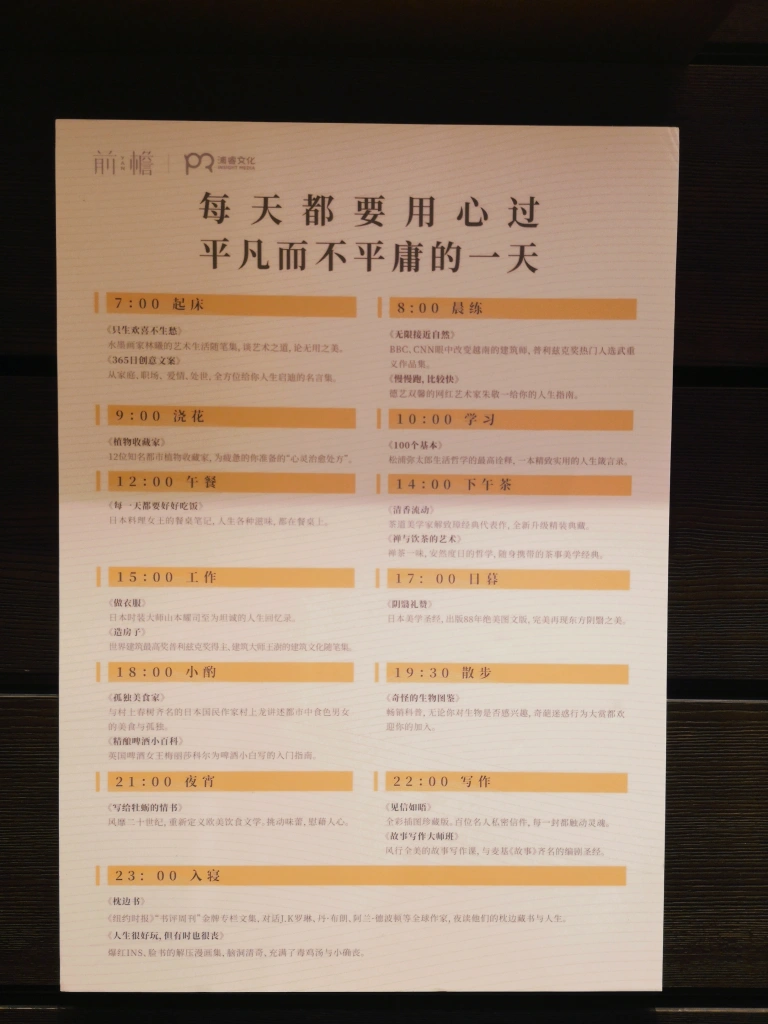 前檐
浦睿文化
INSIGHT MEDIA
每天都要用心过
平凡而不平庸的一天
7:00 起床
《只生欢喜不生愁》
水墨画家林曦的艺术生活随笔集,谈艺术之道,论无用之美。
《365日创意文案》
从家庭、职场、爱情、处世,全方位给你人生启迪的名言集。
8:00 晨练
《无限接近自然》
BBC、CNN眼中改变越南的建筑师,普利兹克奖热门人选武重
义作品集。
《慢慢跑,比较快》
德艺双馨的网红艺术家朱敬一给你的人生指南。
9:00 浇花
《植物收藏家》
12位知名都市植物收藏家,为疲惫的你准备的“心灵治愈处方”。
10:00 学习
《100个基本》
松浦弥太郎生活哲学的最高诠释,一本精致实用的人生箴言录。
12:00 午餐
《每一天都要好好吃饭》
日本料理女王的餐桌笔记,人生各种滋味,都在餐桌上。
14:00 下午茶
《清香流动》
茶道美学家解致璋经典代表作,全新升级精装典藏。
《禅与饮茶的艺术》
禅茶一味,安然度日的哲学,随身携带的茶事美学经典。
15:00 工作
《做衣服》
日本时装大师山本耀司至为坦诚的人生回忆录。
《造房子》
世界建筑最高奖普利兹克奖得主、建筑大师王澍的建筑文化随笔集。
17: 00 日暮
《阴翳礼赞》
日本美学圣经,出版88年绝美图文版,完美再现东方阴翳之美。
18:00 小酌
《孤独美食家》
与村上春树齐名的日本国民作家村上龙讲述都市中食色男女
的美食与孤独。
《精酿啤酒小百科》
英国啤酒女王梅丽莎科尔为啤酒小白写的入门指南。
19:30 散步
《奇怪的生物图鉴》
畅销科普,无论你对生物是否感兴趣,奇葩迷惑行为大赏都欢
迎你的加入。
21:00 夜宵
《写给牡蛎的情书》
风靡二十世纪,重新定义欧美饮食文学,挑动味蕾,慰藉人心。
22:00 写作
《见信如晤》
全彩插图珍藏版,百位名人私密信件,每一封都触动灵魂。
《故事写作大师班》
风行全美的故事写作课,与麦基《故事》齐名的编剧圣经。
23: 00 入寝
《枕边书》
《纽约时报》“书评周刊”金牌专栏文集,对话J.K罗琳、丹·布朗、阿兰·德波顿等全球作家,夜读他们的枕边藏书与人生。
《人生很好玩,但有时也很丧》
爆红INS、脸书的解压漫画集,脑洞清奇,充满了毒鸡汤与小确丧。